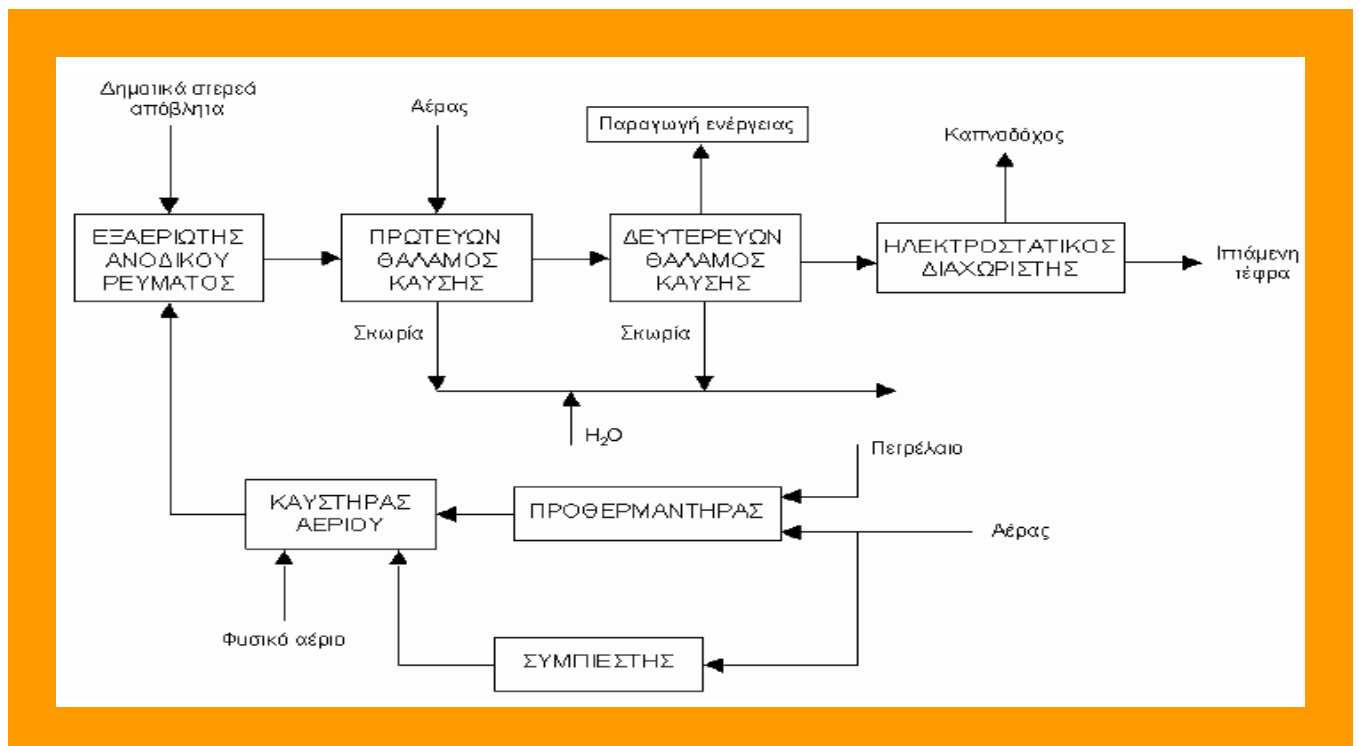 Δημοτικά στερεά
απόβλητα
Αέρας
Παραγωγή ενέργειας
Καπνοδόχος
ΕΞΑΕΡΙΩΤΗΣ
ΑΝΟΔΙΚΟΥ
ΡΕΥΜΑΤΟΣ
ΠΡΩΤΕΥΩΝ
ΘΑΛΑΜΟΣ
ΚΑΥΣΗΣ
ΔΕΥΤΕΡΕΥΩΝ
ΘΑΛΑΜΟΣ
ΚΑΥΣΗΣ
ΗΛΕΚΤΡΟΣΤΑΤΙΚΟΣ
ΔΙΑΧΩΡΙΣΤΗΣ
Ιπτάμενη
τέφρα
Σκωρία
Σκωρία
H₂O
Πετρέλαιο
ΚΑΥΣΤΗΡΑΣ
ΑΕΡΙΟΥ
ΠΡΟΘΕΡΜΑΝΤΗΡΑΣ
Αέρας
Φυσικό αέριο
ΣΥΜΠΙΕΣΤΗΣ